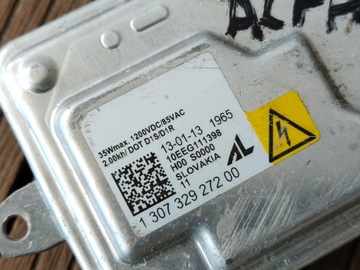 35Wmax. 1200VDC/85VAC
2.00kh/ DOT D1S/D1R
13-01-13 1965
10EEG111398
H00 S0000
SLOVAKIA
11
AL
1 307 329 272 00